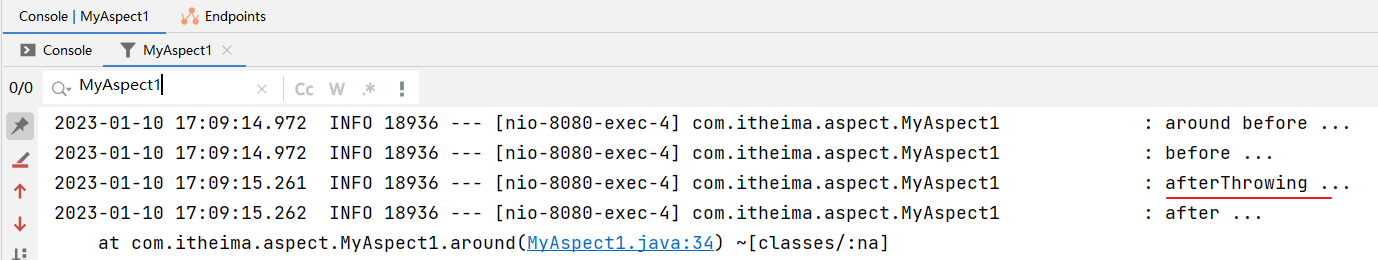 Console | MyAspect1 Endpoints
Console MyAspect1
0/0 MyAspect1 Cc W .* !
2023-01-10 17:09:14.972  INFO 18936 --- [nio-8080-exec-4] com.itheima.aspect.MyAspect1             : around before ...
2023-01-10 17:09:14.972  INFO 18936 --- [nio-8080-exec-4] com.itheima.aspect.MyAspect1             : before ...
2023-01-10 17:09:15.261  INFO 18936 --- [nio-8080-exec-4] com.itheima.aspect.MyAspect1             : afterThrowing ...
2023-01-10 17:09:15.262  INFO 18936 --- [nio-8080-exec-4] com.itheima.aspect.MyAspect1             : after ...
at com.itheima.aspect.MyAspect1.around(MyAspect1.java:34) ~[classes/:na]